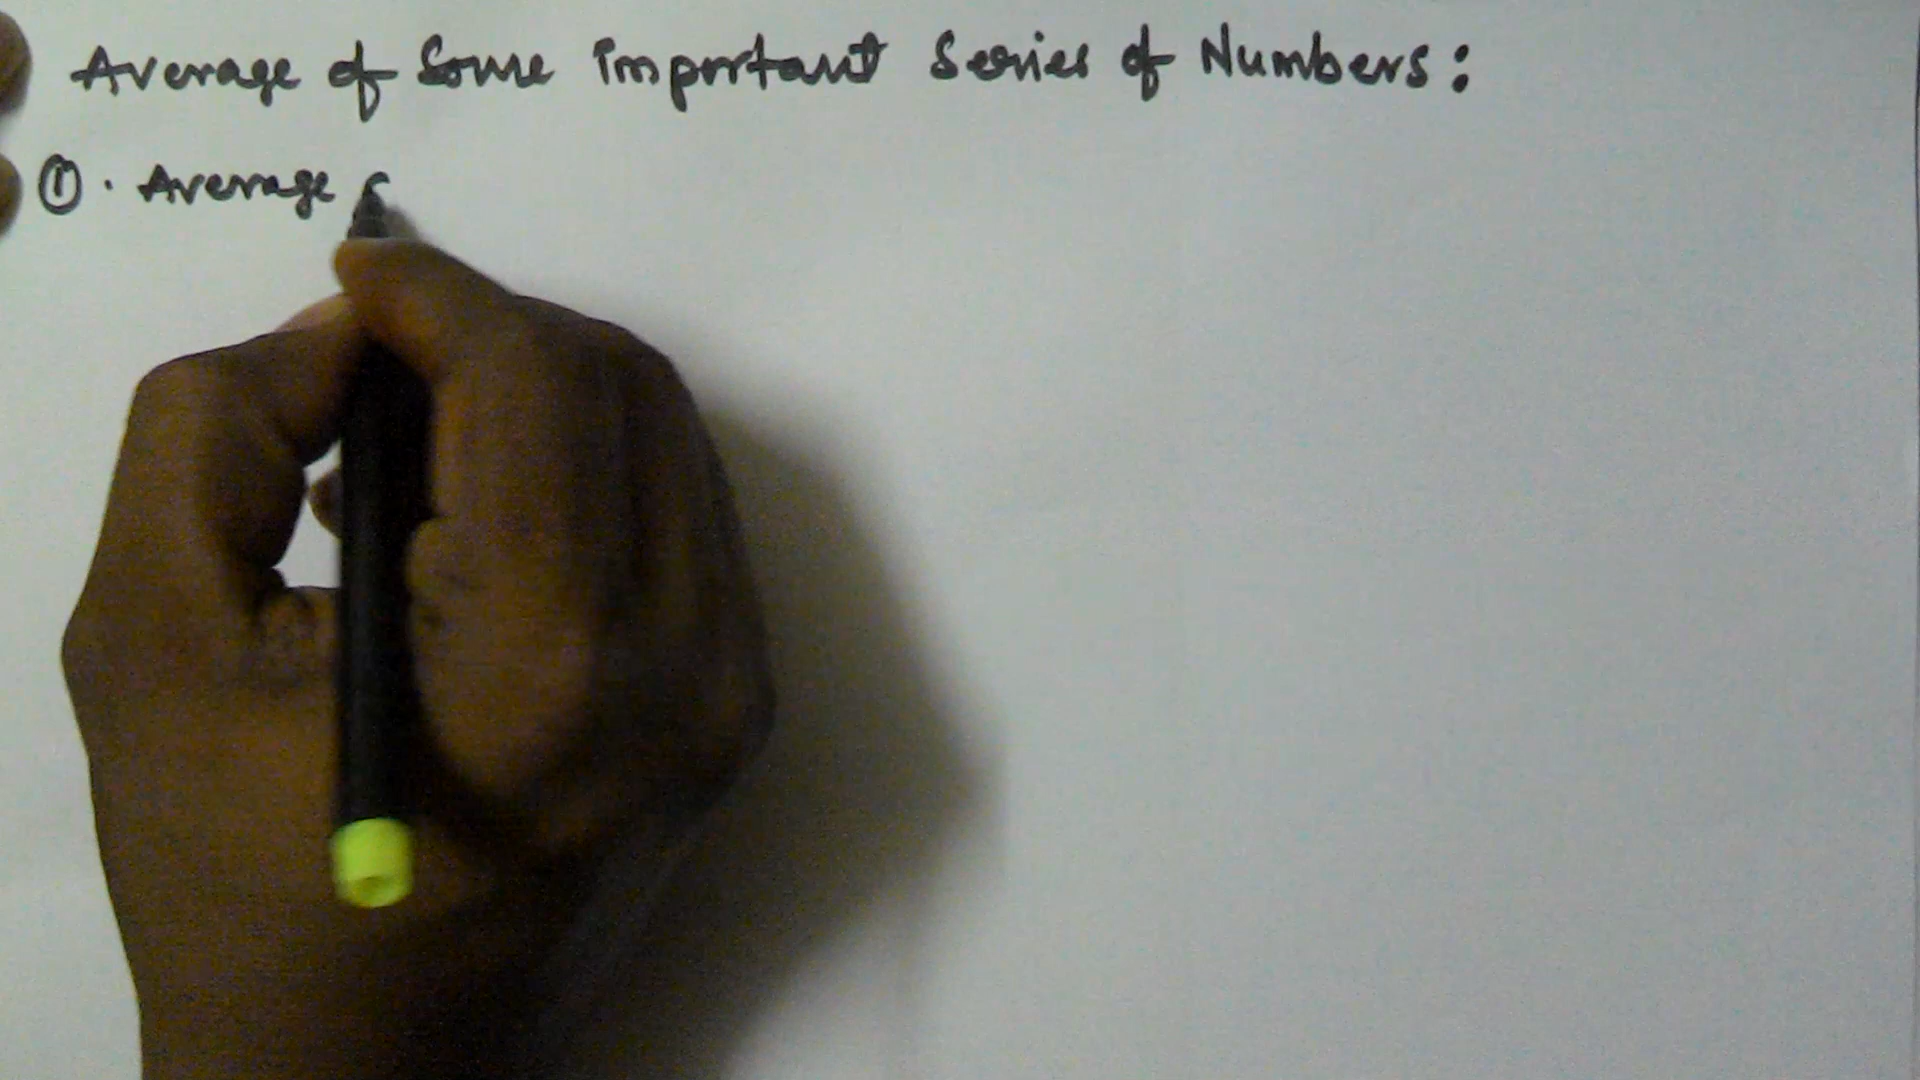 Average of Some Important Series of Numbers:
① . Average